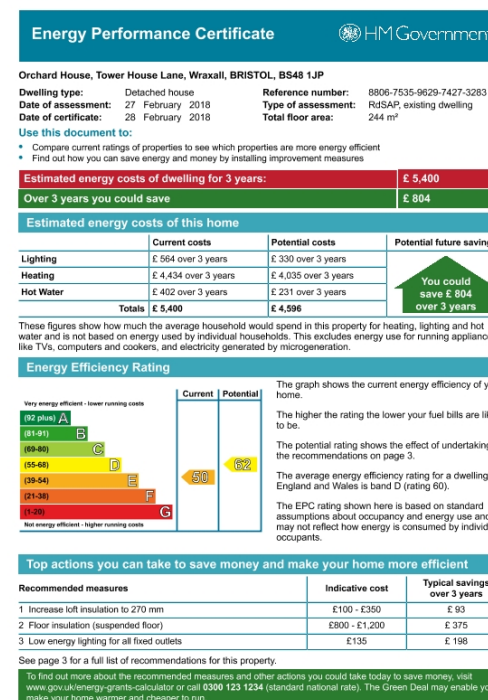 Energy Performance Certificate
HM Government
Orchard House, Tower House Lane, Wraxall, BRISTOL, BS48 1JP
Dwelling type: Detached house Reference number: 8806-7535-9629-7427-3283
Date of assessment: 27 February 2018 Type of assessment: RdSAP, existing dwelling
Date of certificate: 28 February 2018 Total floor area: 244 m²
Use this document to:
• Compare current ratings of properties to see which properties are more energy efficient
• Find out how you can save energy and money by installing improvement measures
Estimated energy costs of dwelling for 3 years: £ 5,400
Over 3 years you could save £ 804
Estimated energy costs of this home
Current costs Potential costs Potential future saving
Lighting £ 564 over 3 years £ 330 over 3 years
Heating £ 4,434 over 3 years £ 4,035 over 3 years
Hot Water £ 402 over 3 years £ 231 over 3 years
Totals £ 5,400 £ 4,596
You could
save £ 804
over 3 years
These figures show how much the average household would spend in this property for heating, lighting and hot
water and is not based on energy used by individual households. This excludes energy use for running applianc
like TVs, computers and cookers, and electricity generated by microgeneration.
Energy Efficiency Rating
Current Potential
Very energy efficient - lower running costs
(92 plus) A
(81-91) B
(69-80) C
(55-68) D
(39-54) E
(21-38) F
(1-20) G
Not energy efficient - higher running costs
50
62
The graph shows the current energy efficiency of y
home.
The higher the rating the lower your fuel bills are lik
to be.
The potential rating shows the effect of undertaking
the recommendations on page 3.
The average energy efficiency rating for a dwelling
England and Wales is band D (rating 60).
The EPC rating shown here is based on standard
assumptions about occupancy and energy use and
may not reflect how energy is consumed by individ
occupants.
Top actions you can take to save money and make your home more efficient
Recommended measures Indicative cost Typical savings
over 3 years
1 Increase loft insulation to 270 mm £100 - £350 £ 93
2 Floor insulation (suspended floor) £800 - £1,200 £ 375
3 Low energy lighting for all fixed outlets £135 £ 198
See page 3 for a full list of recommendations for this property.
To find out more about the recommended measures and other actions you could take today to save money, visit
www.gov.uk/energy-grants-calculator or call 0300 123 1234 (standard national rate). The Green Deal may enable yo
make your home warmer and cheaper to run.